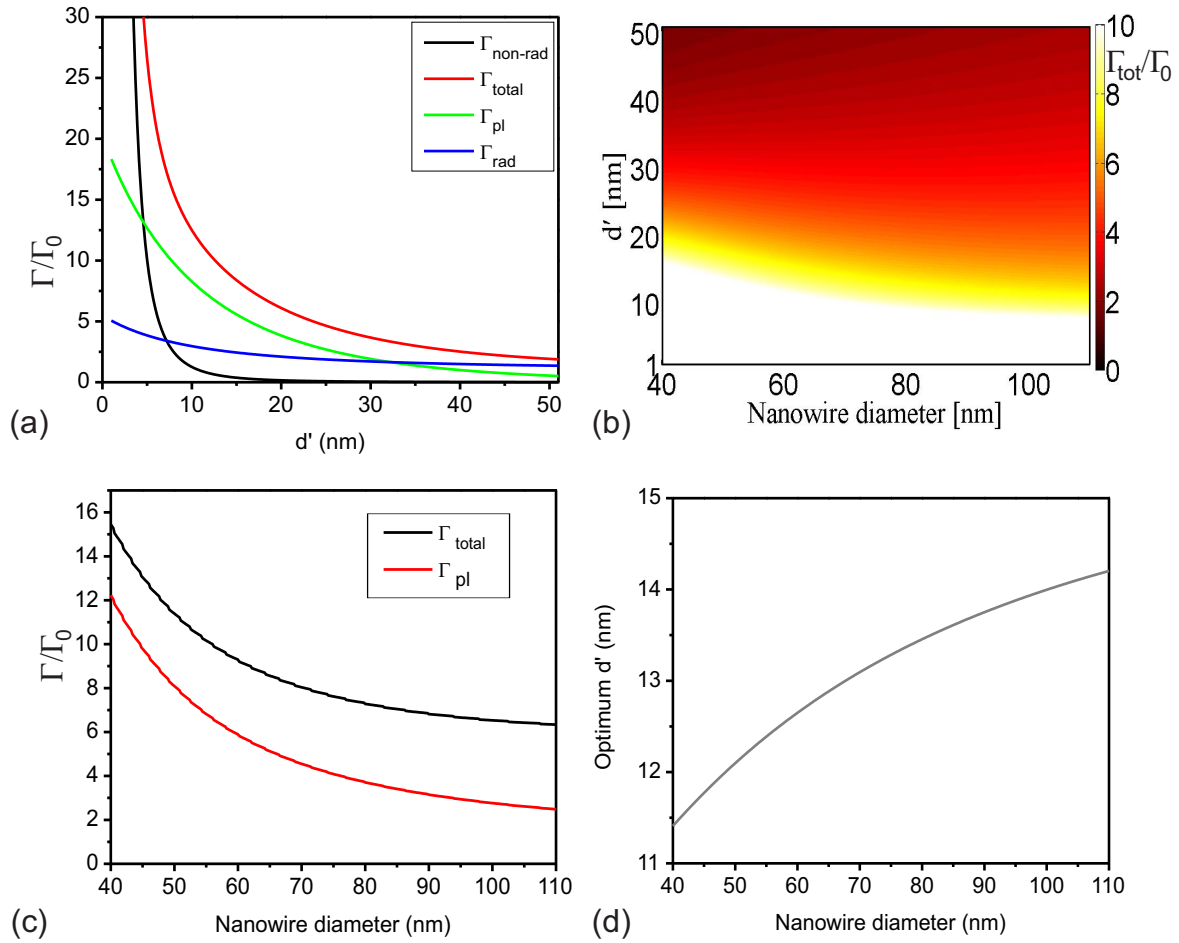 30
25
20
15
10
5
0
Γ/Γ0
Γnon-rad
Γtotal
Γpl
Γrad
0 10 20 30 40 50
d' (nm)
(a)
50
40
30
20
10
1
d' [nm]
40 60 80 100
Nanowire diameter [nm]
10
8
6
4
2
0
Γtot/Γ0
(b)
16
14
12
10
8
6
4
2
0
Γ/Γ0
Γtotal
Γpl
40 50 60 70 80 90 100 110
Nanowire diameter (nm)
(c)
15
14
13
12
11
Optimum d' (nm)
40 50 60 70 80 90 100 110
Nanowire diameter (nm)
(d)